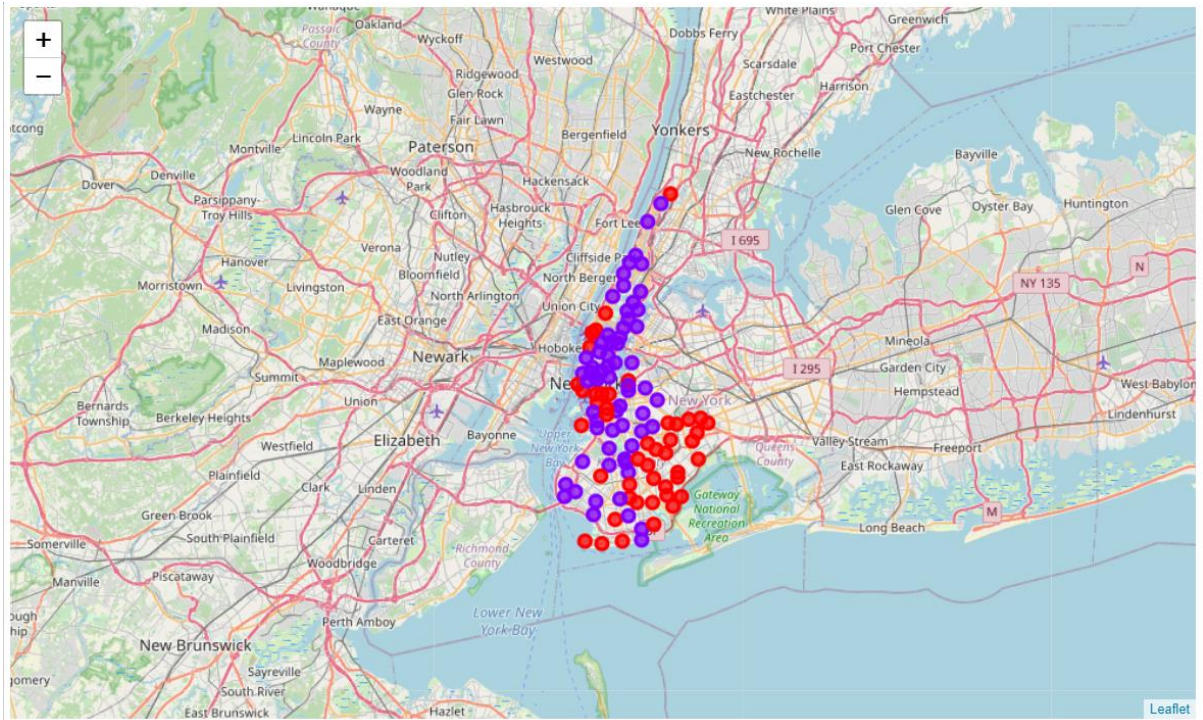 +
−
Oakland
Passaic
County
Wyckoff
Dobbs Ferry
White Plains
Greenwich
Port Chester
Westwood
Scarsdale
Harrison
Ridgewood
Glen Rock
Eastchester
Wayne
Fair Lawn
Bergenfield
Yonkers
Lincoln Park
Paterson
New Rochelle
Montville
Woodland
Park
Hackensack
Bayville
Denville
Dover
Parsippany-
Troy Hills
Clifton
Hasbrouck
Heights
Fort Lee
Glen Cove
Oyster Bay
Huntington
I 695
Verona
Nutley
Cliffside
Hanover
Bloomfield
North Bergen
N
Morristown
Livingston
North Arlington
Union City
NY 135
East Orange
Madison
Mineola
Maplewood
Newark
Hoboken
I 295
Garden City
Summit
Union
New York
Hempstead
West Babylon
Bernards
Township
Berkeley Heights
Lindenhurst
Elizabeth
Bayonne
Upper
New York
Bay
Queens
County
Valley Stream
Freeport
Westfield
East Rockaway
Plainfield
Clark
Linden
Gateway
National
Recreation
Area
Green Brook
M
Long Beach
South Plainfield
Carteret
Somerville
Richmond
County
Woodbridge
Manville
Piscataway
Lower New
York Bay
Perth Amboy
New Brunswick
Sayreville
South River
East Brunswick
Hazlet
Leaflet